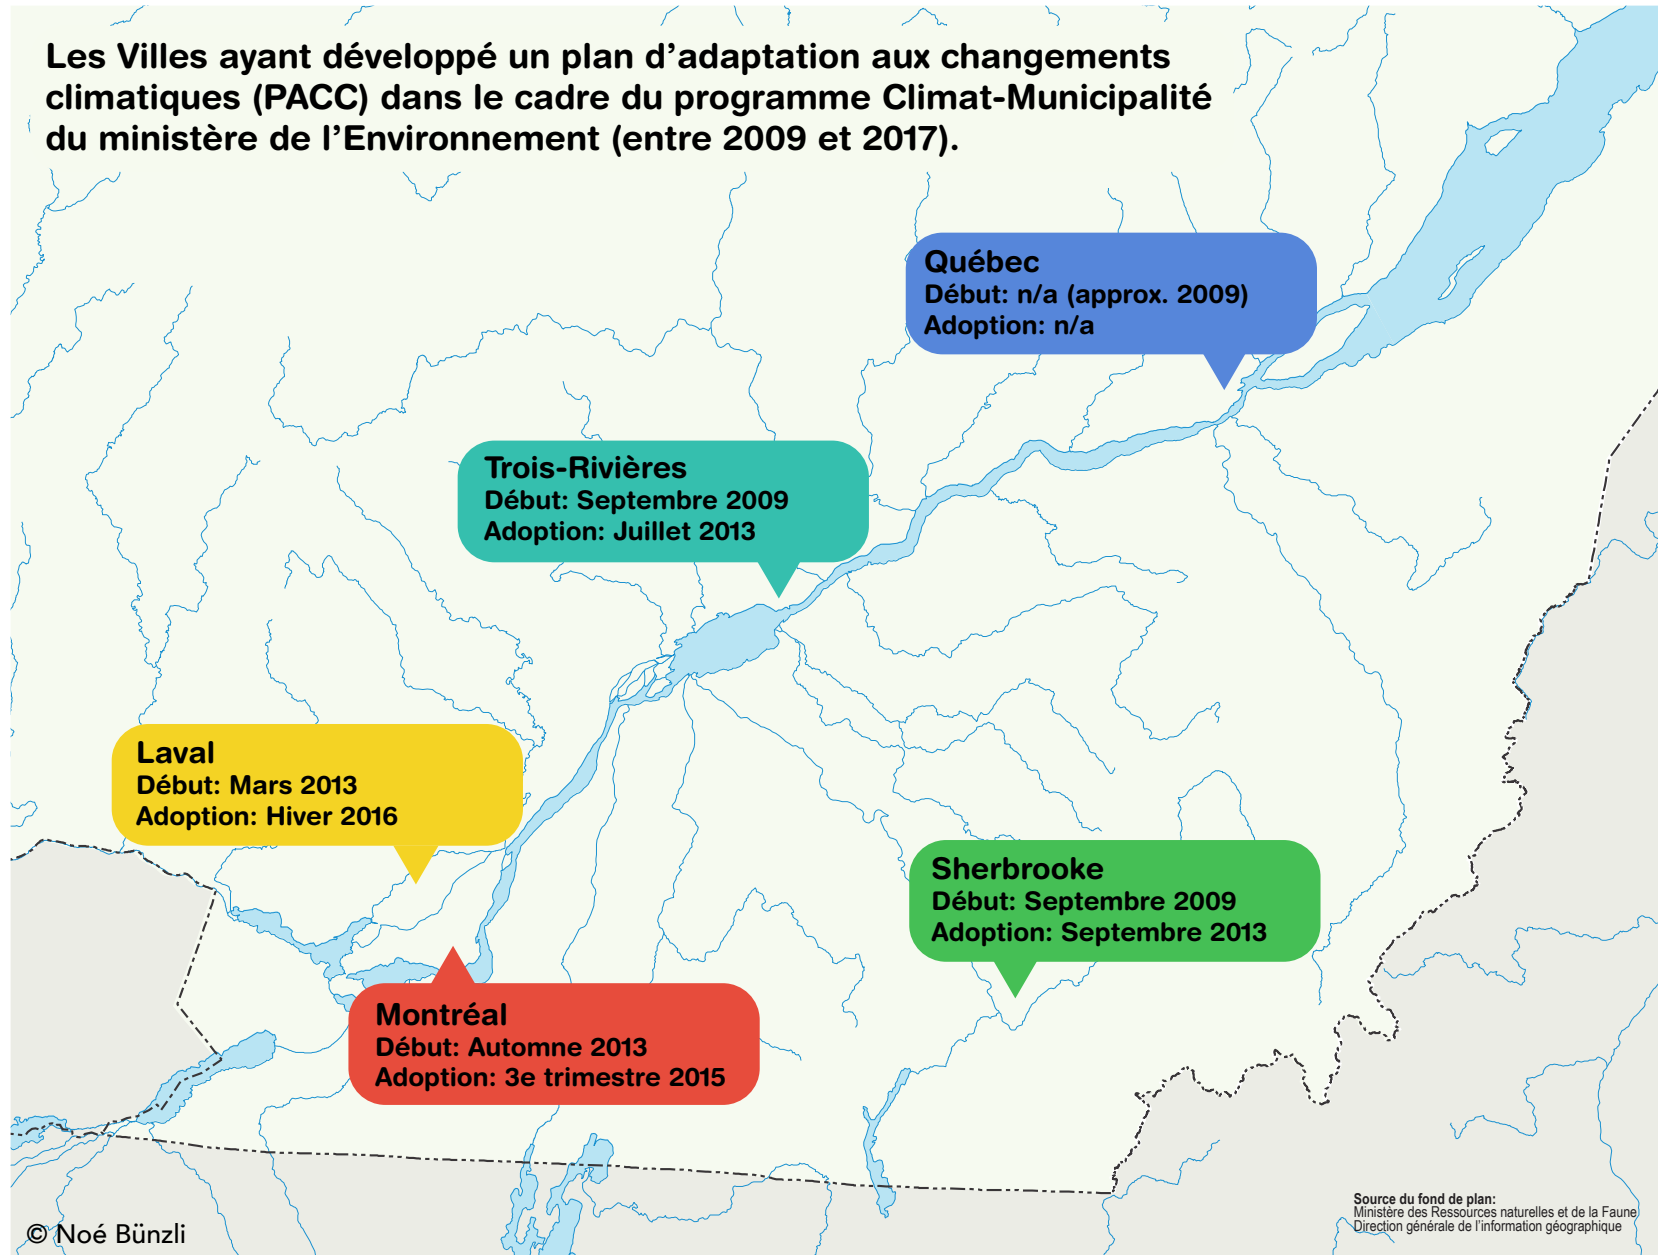 Les Villes ayant développé un plan d’adaptation aux changements
climatiques (PACC) dans le cadre du programme Climat-Municipalité
du ministère de l’Environnement (entre 2009 et 2017).
Québec
Début: n/a (approx. 2009)
Adoption: n/a
Trois-Rivières
Début: Septembre 2009
Adoption: Juillet 2013
Laval
Début: Mars 2013
Adoption: Hiver 2016
Sherbrooke
Début: Septembre 2009
Adoption: Septembre 2013
Montréal
Début: Automne 2013
Adoption: 3e trimestre 2015
Source du fond de plan:
Ministère des Ressources naturelles et de la Faune
Direction générale de l’information géographique
© Noé Bünzli